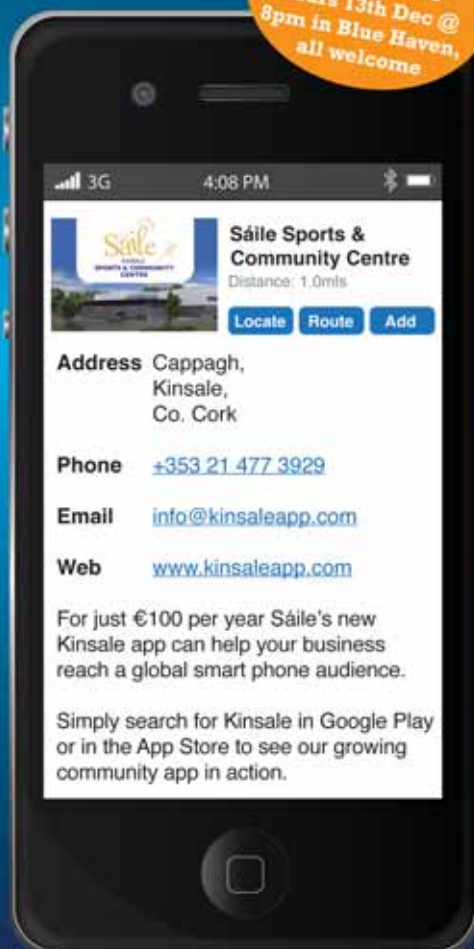 13th Dec @
8pm in Blue Haven,
all welcome
3G
4:08 PM
Sáile
KINSALE
SPORTS & COMMUNITY
CENTRE
Sáile Sports &
Community Centre
Distance: 1.0mls
Locate Route Add
Address Cappagh,
Kinsale,
Co. Cork
Phone +353 21 477 3929
Email info@kinsaleapp.com
Web www.kinsaleapp.com
For just €100 per year Sáile's new
Kinsale app can help your business
reach a global smart phone audience.
Simply search for Kinsale in Google Play
or in the App Store to see our growing
community app in action.